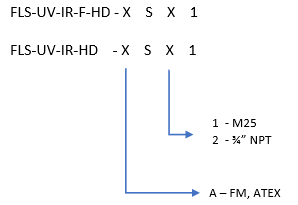 FLS-UV-IR-F-HD - X S X 1
FLS-UV-IR-HD - X S X 1
1 - M25
2 - ¾” NPT
A – FM, ATEX